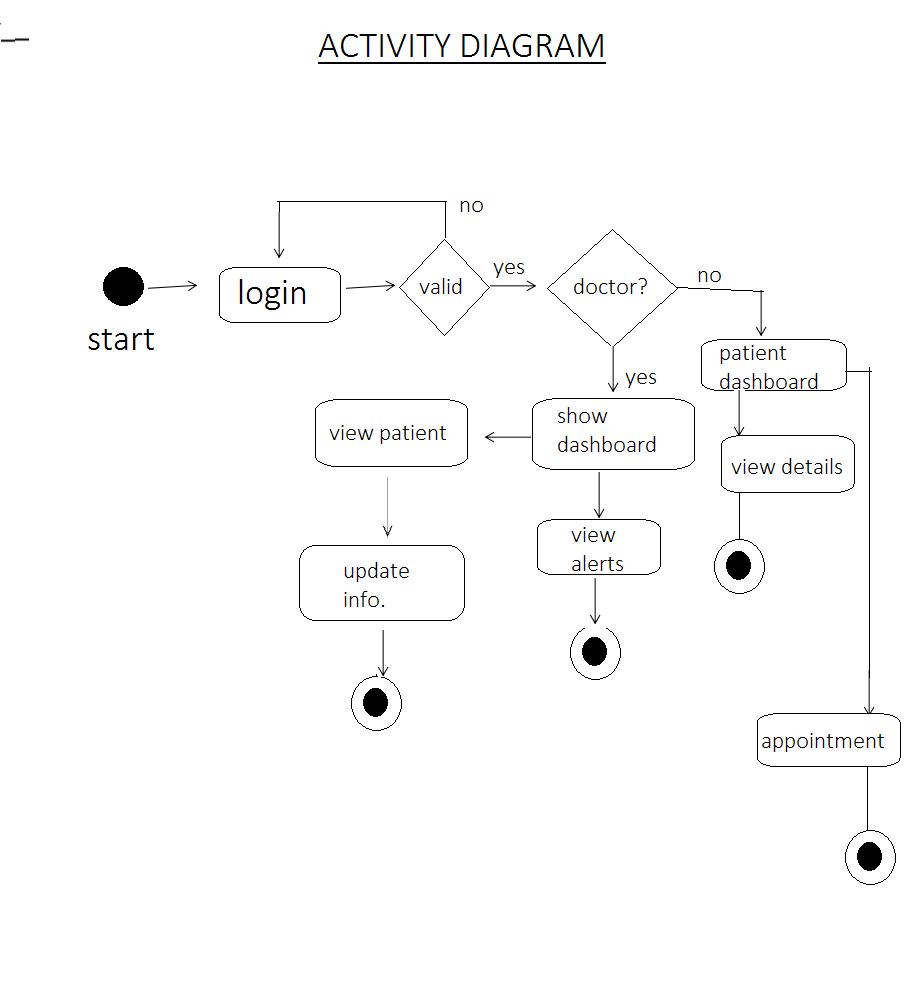 ACTIVITY DIAGRAM
no
yes
no
login
valid
doctor?
start
patient
dashboard
yes
show
dashboard
view patient
view details
view
alerts
update
info.
appointment